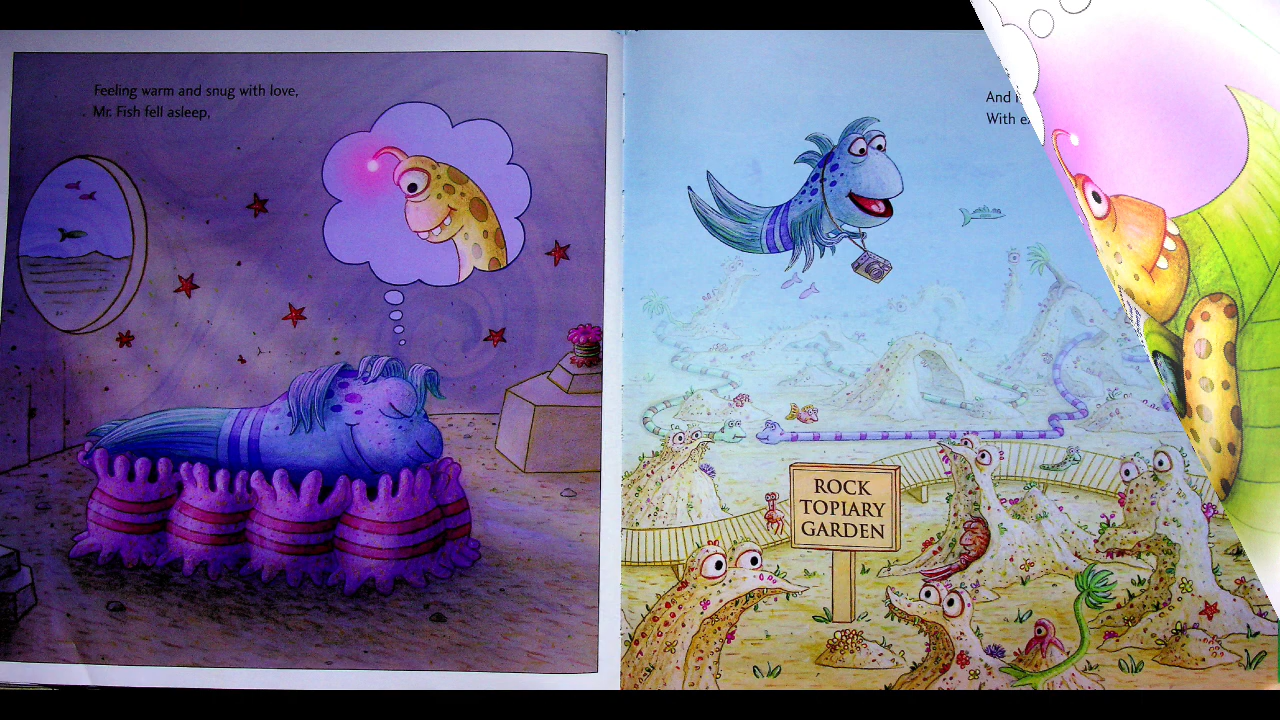 Feeling warm and snug with love,
Mr. Fish fell asleep,
And
With
ROCK
TOPIARY
GARDEN